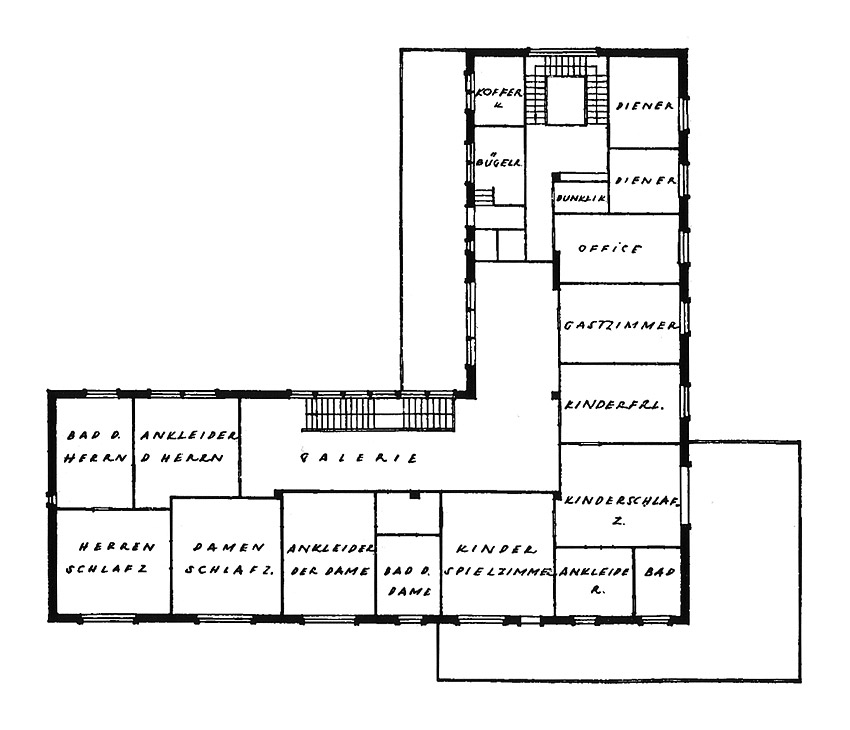 KOFFER
K
DIENER
BÜGELR.
DIENER
DUNKLIK
OFFICE
GASTZIMMER
KINDERFRL.
BAD D.
HERRN
ANKLEIDER
D HERRN
GALERIE
KINDERSCHLAF-
Z.
HERREN
SCHLAFZ
DAMEN
SCHLAFZ.
ANKLEIDER
DER DAME
BAD D.
DAME
KINDER
SPIELZIMMER
ANKLEIDE
R.
BAD